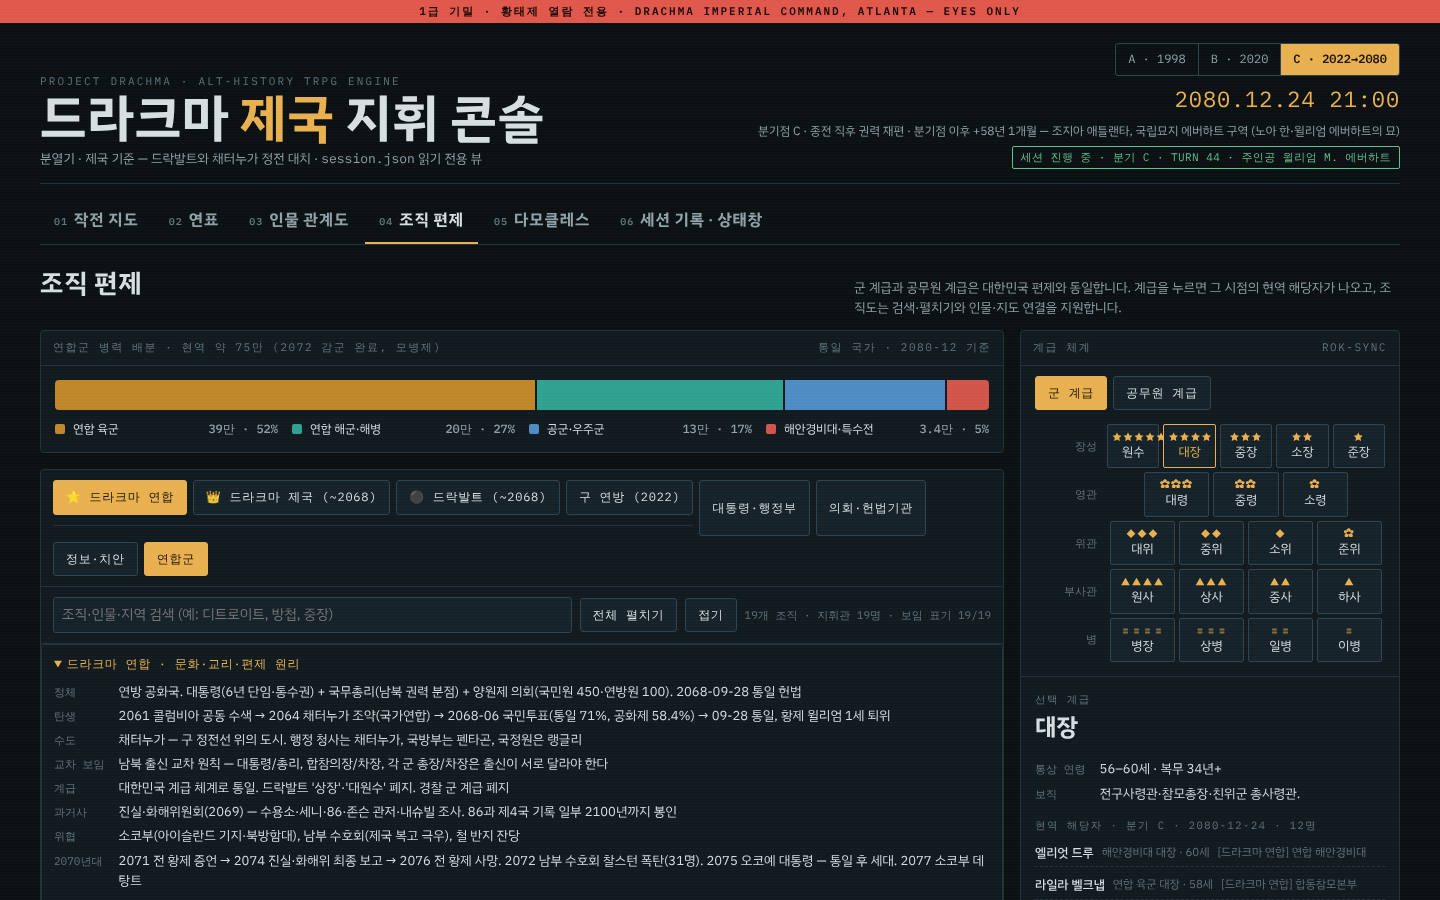 1급 기밀 · 황태제 열람 전용 · DRACHMA IMPERIAL COMMAND, ATLANTA — EYES ONLY
A · 1998
B · 2020
C · 2022→2080
PROJECT DRACHMA · ALT-HISTORY TRPG ENGINE
드라크마 제국 지휘 콘솔
2080.12.24 21:00
분기점 C · 종전 직후 권력 재편 · 분기점 이후 +58년 1개월 — 조지아 애틀랜타, 국립묘지 에버하트 구역 (노아 한·윌리엄 에버하트의 묘)
분열기 · 제국 기준 — 드락발트와 채터누가 정전 대치 · session.json 읽기 전용 뷰
세션 진행 중 · 분기 C · TURN 44 · 주인공 윌리엄 M. 에버하트
01 작전 지도
02 연표
03 인물 관계도
04 조직 편제
05 다모클레스
06 세션 기록 · 상태창
조직 편제
군 계급과 공무원 계급은 대한민국 편제와 동일합니다. 계급을 누르면 그 시점의 현역 해당자가 나오고, 조
직도는 검색·펼치기와 인물·지도 연결을 지원합니다.
연합군 병력 배분 · 현역 약 75만 (2072 감군 완료, 모병제)
통일 국가 · 2080-12 기준
연합 육군 39만 · 52%
연합 해군·해병 20만 · 27%
공군·우주군 13만 · 17%
해안경비대·특수전 3.4만 · 5%
⭐ 드라크마 연합
👑 드라크마 제국 (~2068)
⚫ 드락발트 (~2068)
구 연방 (2022)
대통령·행정부
의회·헌법기관
정보·치안
연합군
조직·인물·지역 검색 (예: 디트로이트, 방첩, 중장)
전체 펼치기
접기
19개 조직 · 지휘관 19명 · 보임 표기 19/19
▼ 드라크마 연합 · 문화·교리·편제 원리
정체 연방 공화국. 대통령(6년 단임·통수권) + 국무총리(남북 권력 분점) + 양원제 의회(국민원 450·연방원 100). 2068-09-28 통일 헌법
탄생 2061 콜럼비아 공동 수색 → 2064 채터누가 조약(국가연합) → 2068-06 국민투표(통일 71%, 공화제 58.4%) → 09-28 통일, 황제 윌리엄 1세 퇴위
수도 채터누가 — 구 정전선 위의 도시. 행정 청사는 채터누가, 국방부는 펜타곤, 국정원은 랭글리
교차 보임 남북 출신 교차 원칙 — 대통령/총리, 합참의장/차장, 각 군 총장/차장은 출신이 서로 달라야 한다
계급 대한민국 계급 체계로 통일. 드락발트 '상장'·'대원수' 폐지. 경찰 군 계급 폐지
과거사 진실·화해위원회(2069) — 수용소·세니·86·존슨 관저·내슈빌 조사. 86과 제4국 기록 일부 2100년까지 봉인
위협 소코부(아이슬란드 기지·북방함대), 남부 수호회(제국 복고 극우), 철 반지 잔당
2070년대 2071 전 황제 증언 → 2074 진실·화해위 최종 보고 → 2076 전 황제 사망. 2072 남부 수호회 찰스턴 폭탄(31명). 2075 오코예 대통령 — 통일 후 세대. 2077 소코부 데
탕트
계급 체계
ROK-SYNC
군 계급
공무원 계급
장성
★★★★★ ★★★★ ★★★ ★★ ★
원수 대장 중장 소장 준장
영관
✿✿✿ ✿✿ ✿
대령 중령 소령
위관
◆◆◆ ◆◆ ◆ ✿
대위 중위 소위 준위
부사관
▲▲▲▲ ▲▲▲ ▲▲ ▲
원사 상사 중사 하사
병
≡≡≡≡ ≡≡≡ ≡≡ ≡
병장 상병 일병 이병
선택 계급
대장
통상 연령 56–60세 · 복무 34년+
보직 전구사령관·참모총장·친위군 총사령관.
현역 해당자 · 분기 C · 2080-12-24 · 12명
엘리엇 드루 해안경비대 대장 · 60세 [드라크마 연합] 연합 해안경비대
라일라 벨크냅 연합 육군 대장 · 58세 [드라크마 연합] 합동참모본부